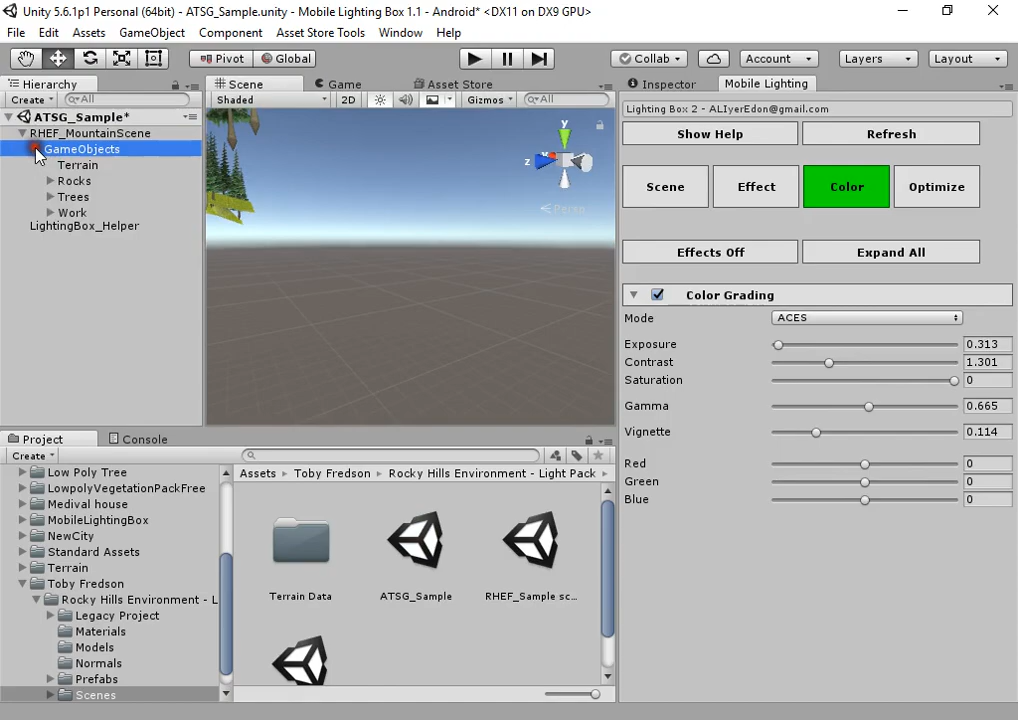 Unity 5.6.1p1 Personal (64bit) - ATSG_Sample.unity - Mobile Lighting Box 1.1 - Android* <DX11 on DX9 GPU>
File Edit Assets GameObject Component Asset Store Tools Window Help
Pivot Global Collab Account Layers Layout
Hierarchy Scene Game Asset Store Inspector Mobile Lighting
Create All Shaded 2D Gizmos All
Lighting Box 2 - ALIyerEdon@gmail.com
ATSG_Sample*
RHEF_MountainScene
GameObjects
Terrain
Rocks
Trees
Work
LightingBox_Helper
y
x
z
Persp
Show Help Refresh
Scene Effect Color Optimize
Effects Off Expand All
Color Grading
Mode ACES
Exposure 0.313
Contrast 1.301
Saturation 0
Gamma 0.665
Vignette 0.114
Red 0
Green 0
Blue 0
Project Console
Create
Low Poly Tree
LowpolyVegetationPackFree
Medival house
MobileLightingBox
NewCity
Standard Assets
Terrain
Toby Fredson
Rocky Hills Environment - L
Legacy Project
Materials
Models
Normals
Prefabs
Scenes
Assets Toby Fredson Rocky Hills Environment - Light Pack
Terrain Data ATSG_Sample RHEF_Sample sc...